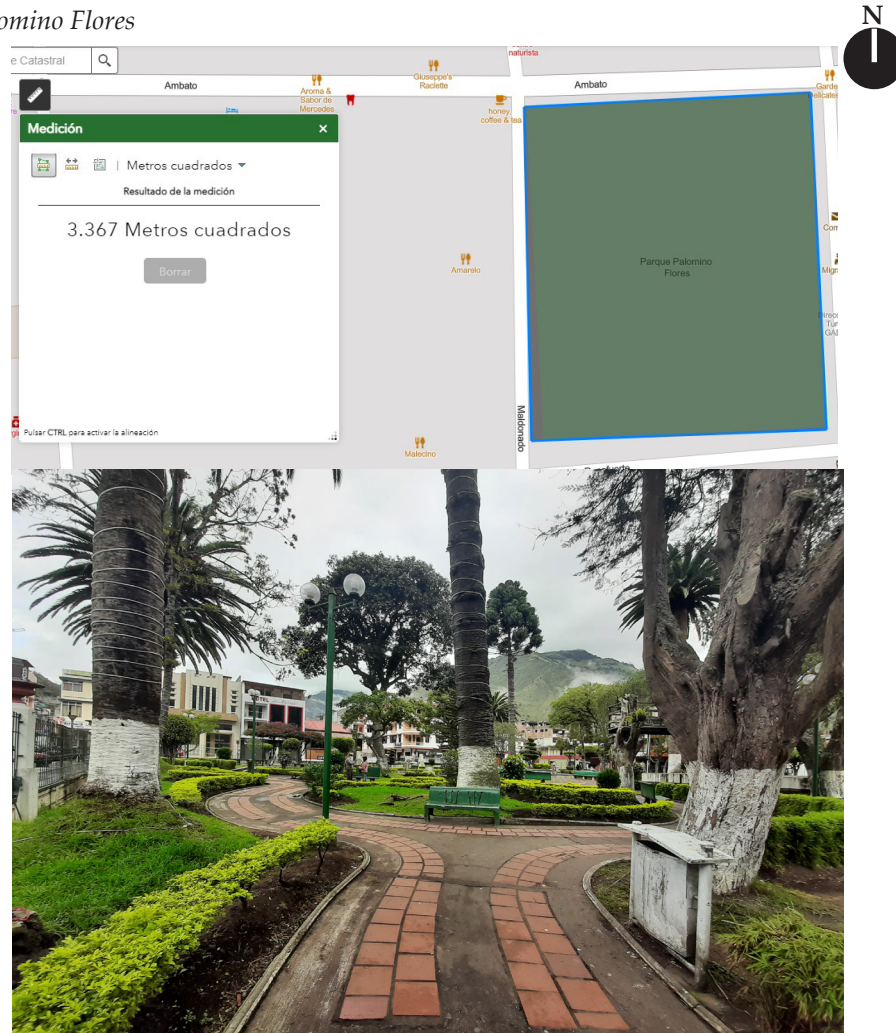 omino Flores
N
e Catastral
naturista
Ambato
Giuseppe's
Raclette
Ambato
Aroma &
Sabor de
Mercedes
honey
coffee & tea
Medición
Metros cuadrados
Resultado de la medición
3.367 Metros cuadrados
Borrar
Amarelo
Parque Palomino
Flores
Maldonado
Malecino
Pulsar CTRL para activar la alineación